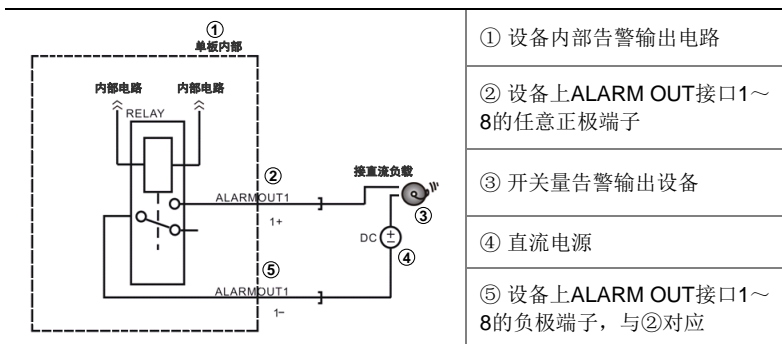 ①
单板内部
内部电路 内部电路
RELAY
②
ALARMOUT1
1+
接直流负载
③
DC
④
⑤
ALARMOUT1
1−
① 设备内部告警输出电路
② 设备上ALARM OUT接口1～
8的任意正极端子
③ 开关量告警输出设备
④ 直流电源
⑤ 设备上ALARM OUT接口1～
8的负极端子，与②对应